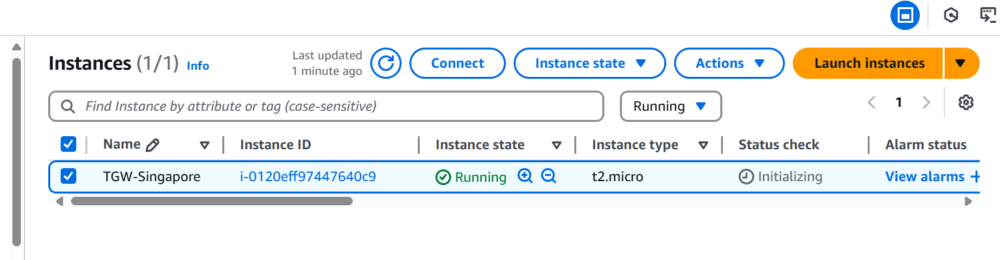 Instances (1/1) Info
Last updated
1 minute ago
Connect
Instance state
Actions
Launch instances
Find Instance by attribute or tag (case-sensitive)
Running
1
Name Instance ID Instance state Instance type Status check Alarm status
TGW-Singapore i-0120eff97447640c9 Running t2.micro Initializing View alarms +